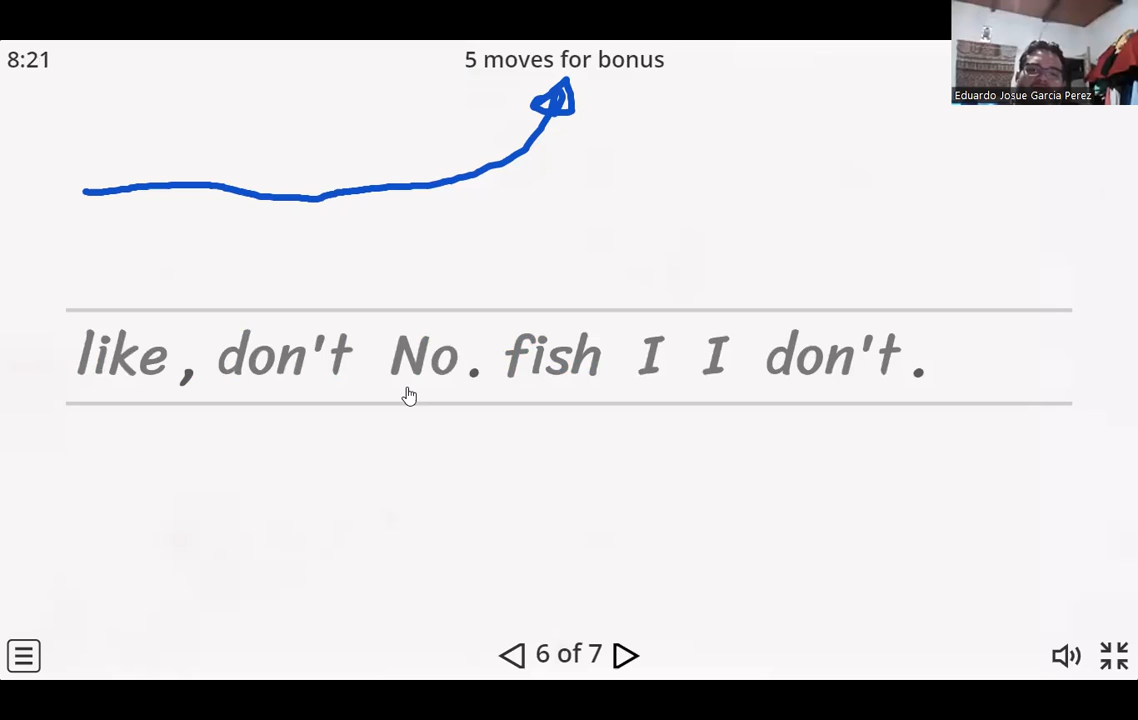 8:21
5 moves for bonus
Eduardo Josue Garcia Perez
like, don't No. fish I I don't.
6 of 7